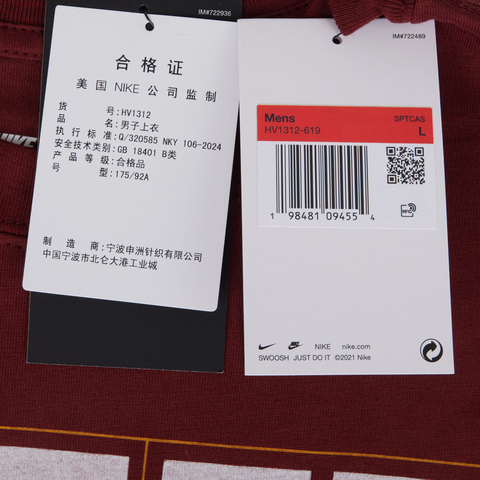 IM#722936
合格证
美国 NIKE 公司监制
货号:HV1312
品名:男子上衣
执行标准:Q/320585 NKY 106-2024
安全技术类别:GB 18401 B类
产品等级:合格品
型号:175/92A
制造商:宁波申洲针织有限公司
中国宁波市北仑大港工业城
IM#722489
Mens SPTCAS
HV1312-619 L
1 98481 09455 4
RFID
NIKE nike.com
SWOOSH JUST DO IT ©2021 Nike